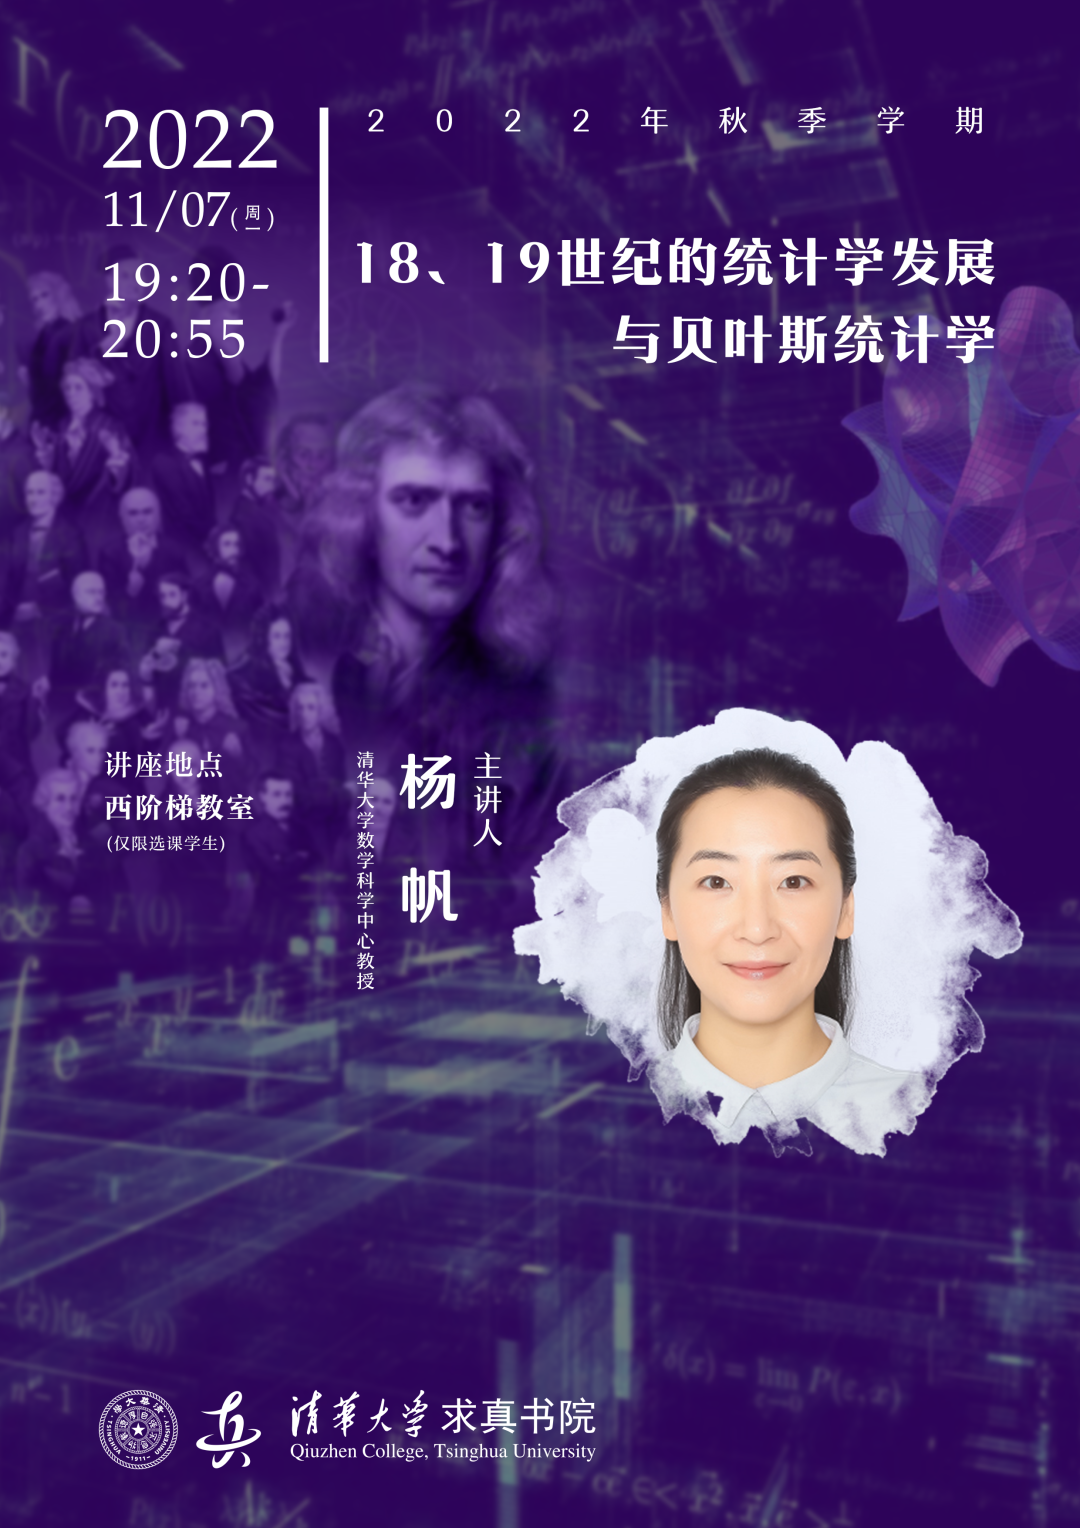 2022
11/07(周一)
19:20-
20:55
2022年秋季学期
18、19世纪的统计学发展
与贝叶斯统计学
讲座地点
西阶梯教室
(仅限选课学生)
主讲人
杨帆
清华大学数学科学中心教授
清華大学求真书院
Qiuzhen College, Tsinghua University